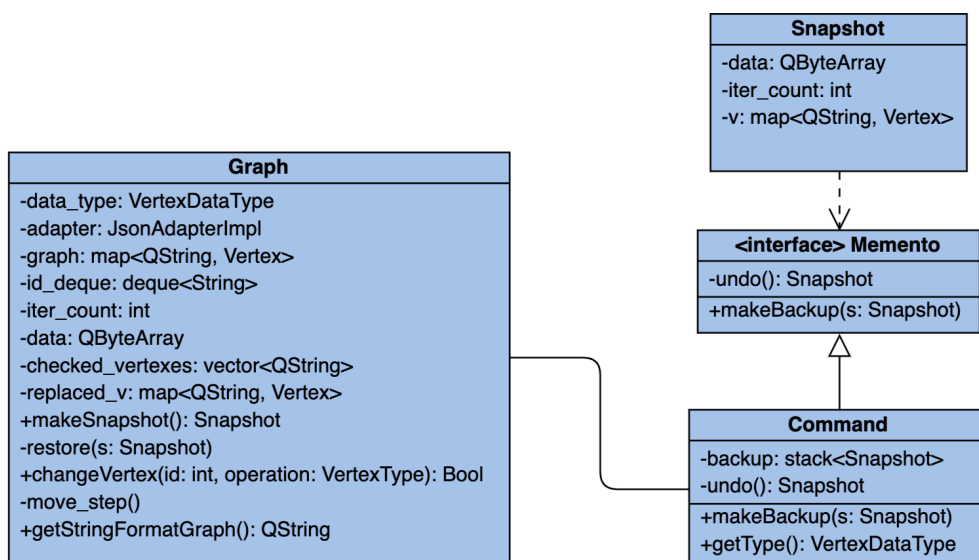 Snapshot
-data: QByteArray
-iter_count: int
-v: map<QString, Vertex>
Graph
-data_type: VertexDataType
-adapter: JsonAdapterImpl
-graph: map<QString, Vertex>
-id_deque: deque<String>
-iter_count: int
-data: QByteArray
-checked_vertexes: vector<QString>
-replaced_v: map<QString, Vertex>
+makeSnapshot(): Snapshot
-restore(s: Snapshot)
+changeVertex(id: int, operation: VertexType): Bool
-move_step()
+getStringFormatGraph(): QString
<interface> Memento
-undo(): Snapshot
+makeBackup(s: Snapshot)
Command
-backup: stack<Snapshot>
-undo(): Snapshot
+makeBackup(s: Snapshot)
+getType(): VertexDataType